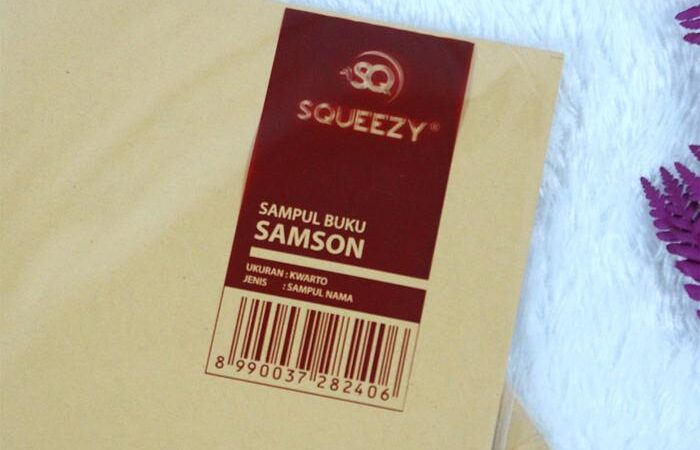 SQ
SQUEEZY®
SAMPUL BUKU
SAMSON
UKURAN : KWARTO
JENIS : SAMPUL NAMA
8 990037 282406